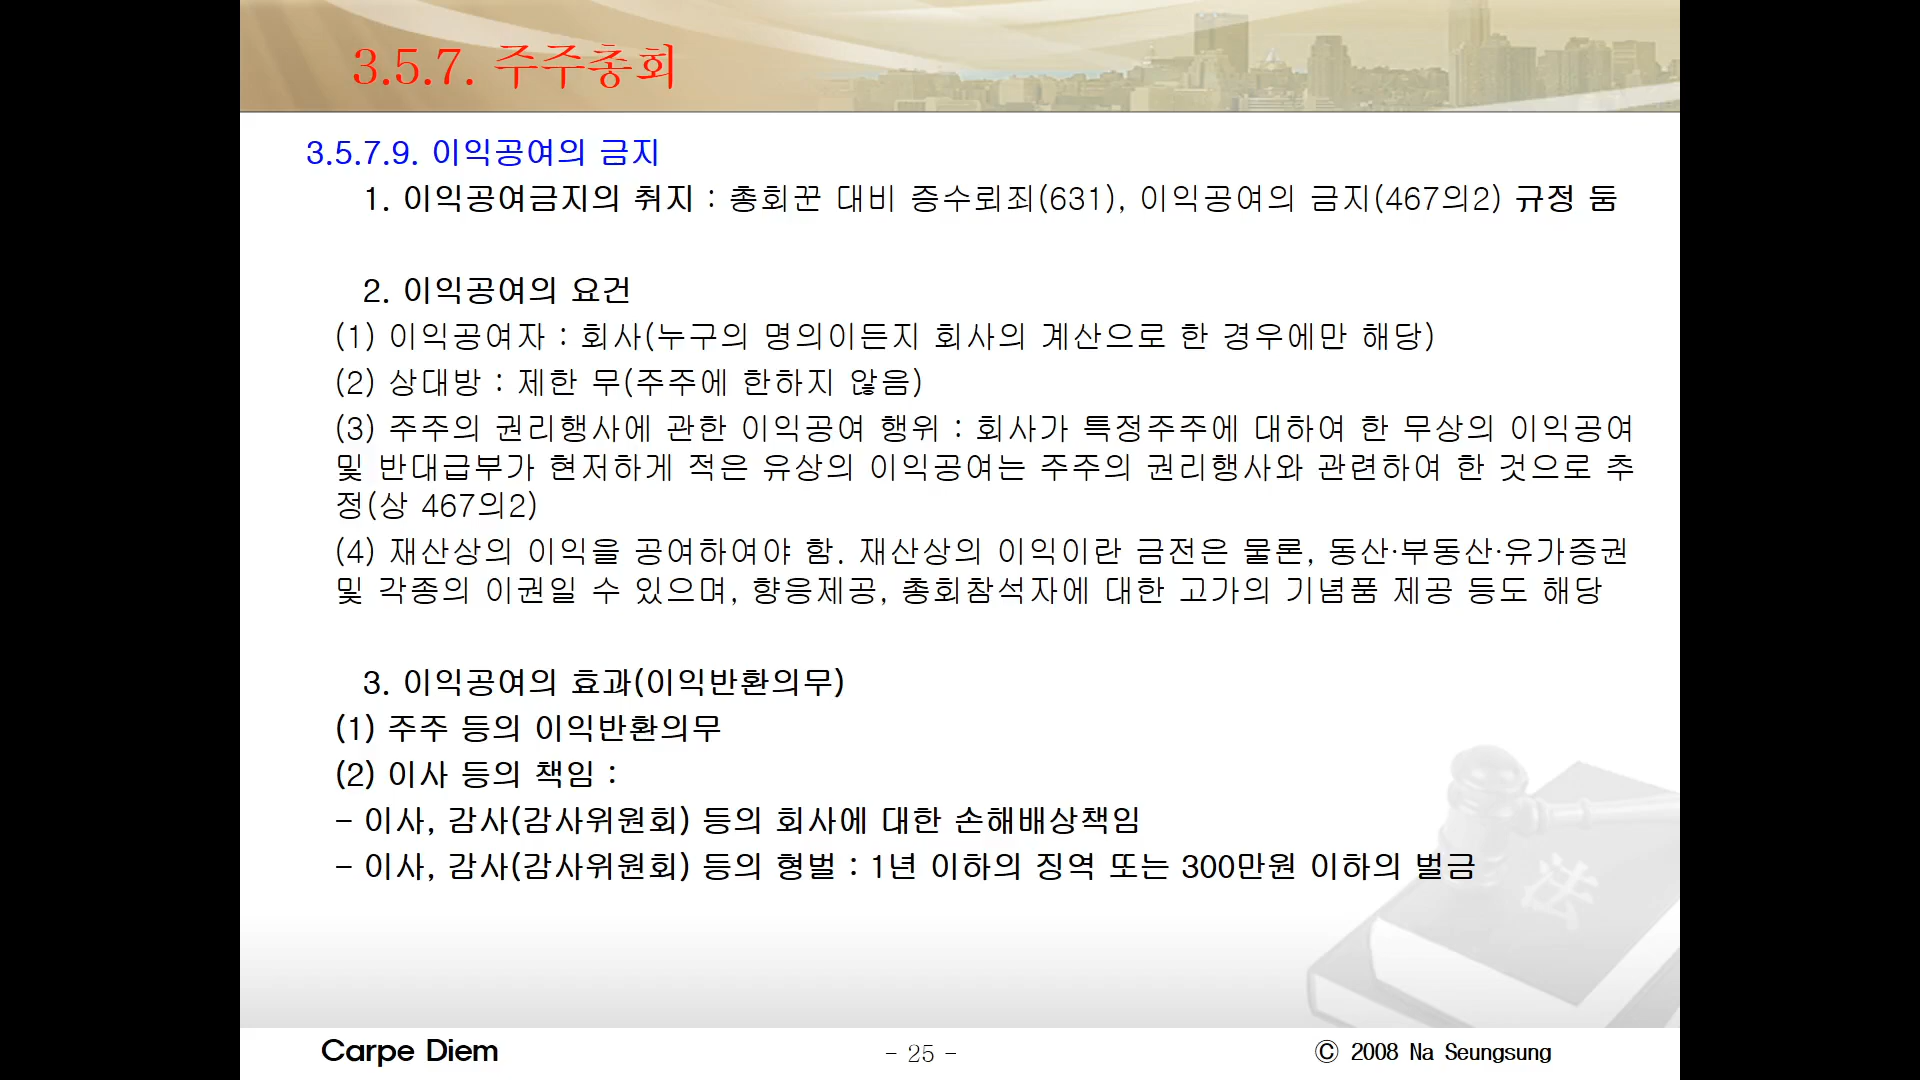 3.5.7. 주주총회
3.5.7.9. 이익공여의 금지
1. 이익공여금지의 취지 : 총회꾼 대비 증수뢰죄(631), 이익공여의 금지(467의2) 규정 둠
2. 이익공여의 요건
(1) 이익공여자 : 회사(누구의 명의이든지 회사의 계산으로 한 경우에만 해당)
(2) 상대방 : 제한 무(주주에 한하지 않음)
(3) 주주의 권리행사에 관한 이익공여 행위 : 회사가 특정주주에 대하여 한 무상의 이익공여
및 반대급부가 현저하게 적은 유상의 이익공여는 주주의 권리행사와 관련하여 한 것으로 추
정(상 467의2)
(4) 재산상의 이익을 공여하여야 함. 재산상의 이익이란 금전은 물론, 동산·부동산·유가증권
및 각종의 이권일 수 있으며, 향응제공, 총회참석자에 대한 고가의 기념품 제공 등도 해당
3. 이익공여의 효과(이익반환의무)
(1) 주주 등의 이익반환의무
(2) 이사 등의 책임 :
- 이사, 감사(감사위원회) 등의 회사에 대한 손해배상책임
- 이사, 감사(감사위원회) 등의 형벌 : 1년 이하의 징역 또는 300만원 이하의 벌금
法
Carpe Diem
- 25 -
Ⓒ 2008 Na Seungsung